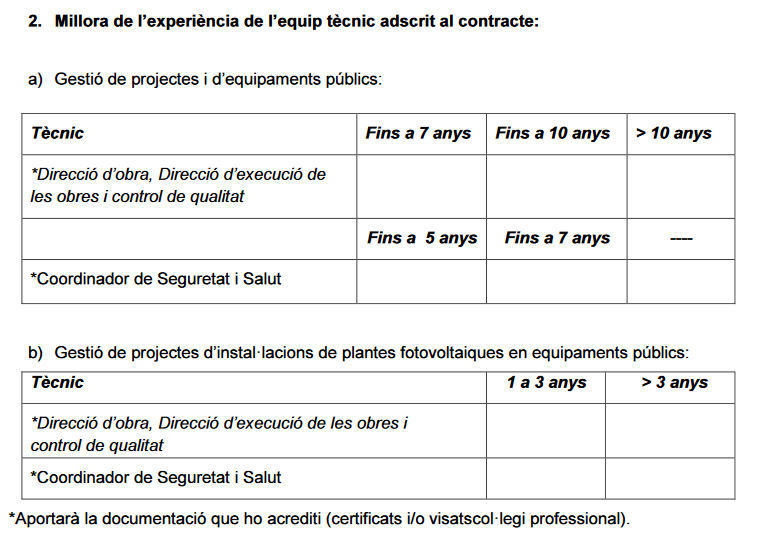 2. Millora de l'experiència de l'equip tècnic adscrit al contracte:
a) Gestió de projectes i d'equipaments públics:
Tècnic Fins a 7 anys Fins a 10 anys > 10 anys
*Direcció d'obra, Direcció d'execució de
les obres i control de qualitat
Fins a 5 anys Fins a 7 anys ----
*Coordinador de Seguretat i Salut
b) Gestió de projectes d'instal·lacions de plantes fotovoltaiques en equipaments públics:
Tècnic 1 a 3 anys > 3 anys
*Direcció d'obra, Direcció d'execució de les obres i
control de qualitat
*Coordinador de Seguretat i Salut
*Aportarà la documentació que ho acrediti (certificats i/o visatscol·legi professional).